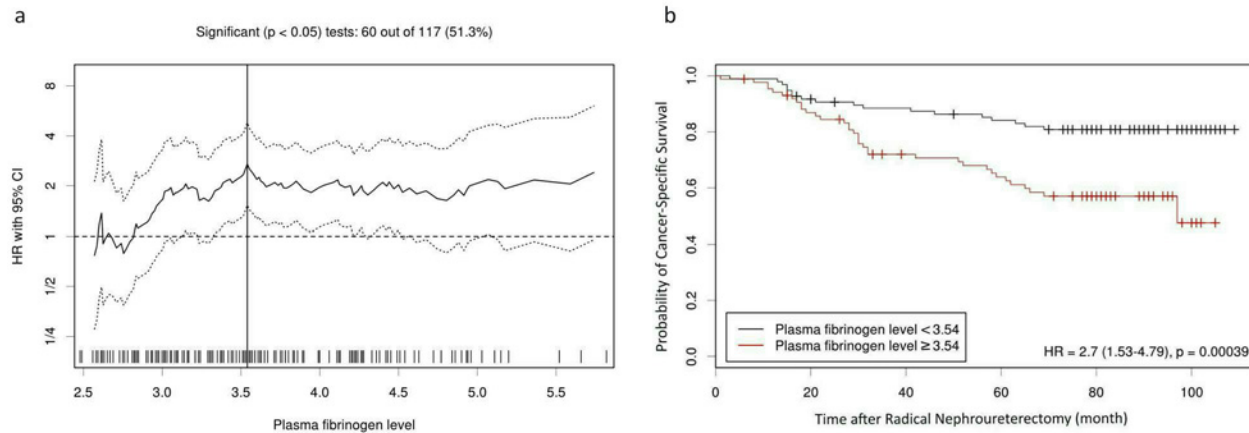 a
Significant (p < 0.05) tests: 60 out of 117 (51.3%)
HR with 95% CI
8
4
2
1
1/2
1/4
2.5 3.0 3.5 4.0 4.5 5.0 5.5
Plasma fibrinogen level
b
Probability of Cancer-Specific Survival
1.0
0.8
0.6
0.4
0.2
0.0
Plasma fibrinogen level < 3.54
Plasma fibrinogen level ≥ 3.54
HR = 2.7 (1.53-4.79), p = 0.00039
0 20 40 60 80 100
Time after Radical Nephroureterectomy (month)